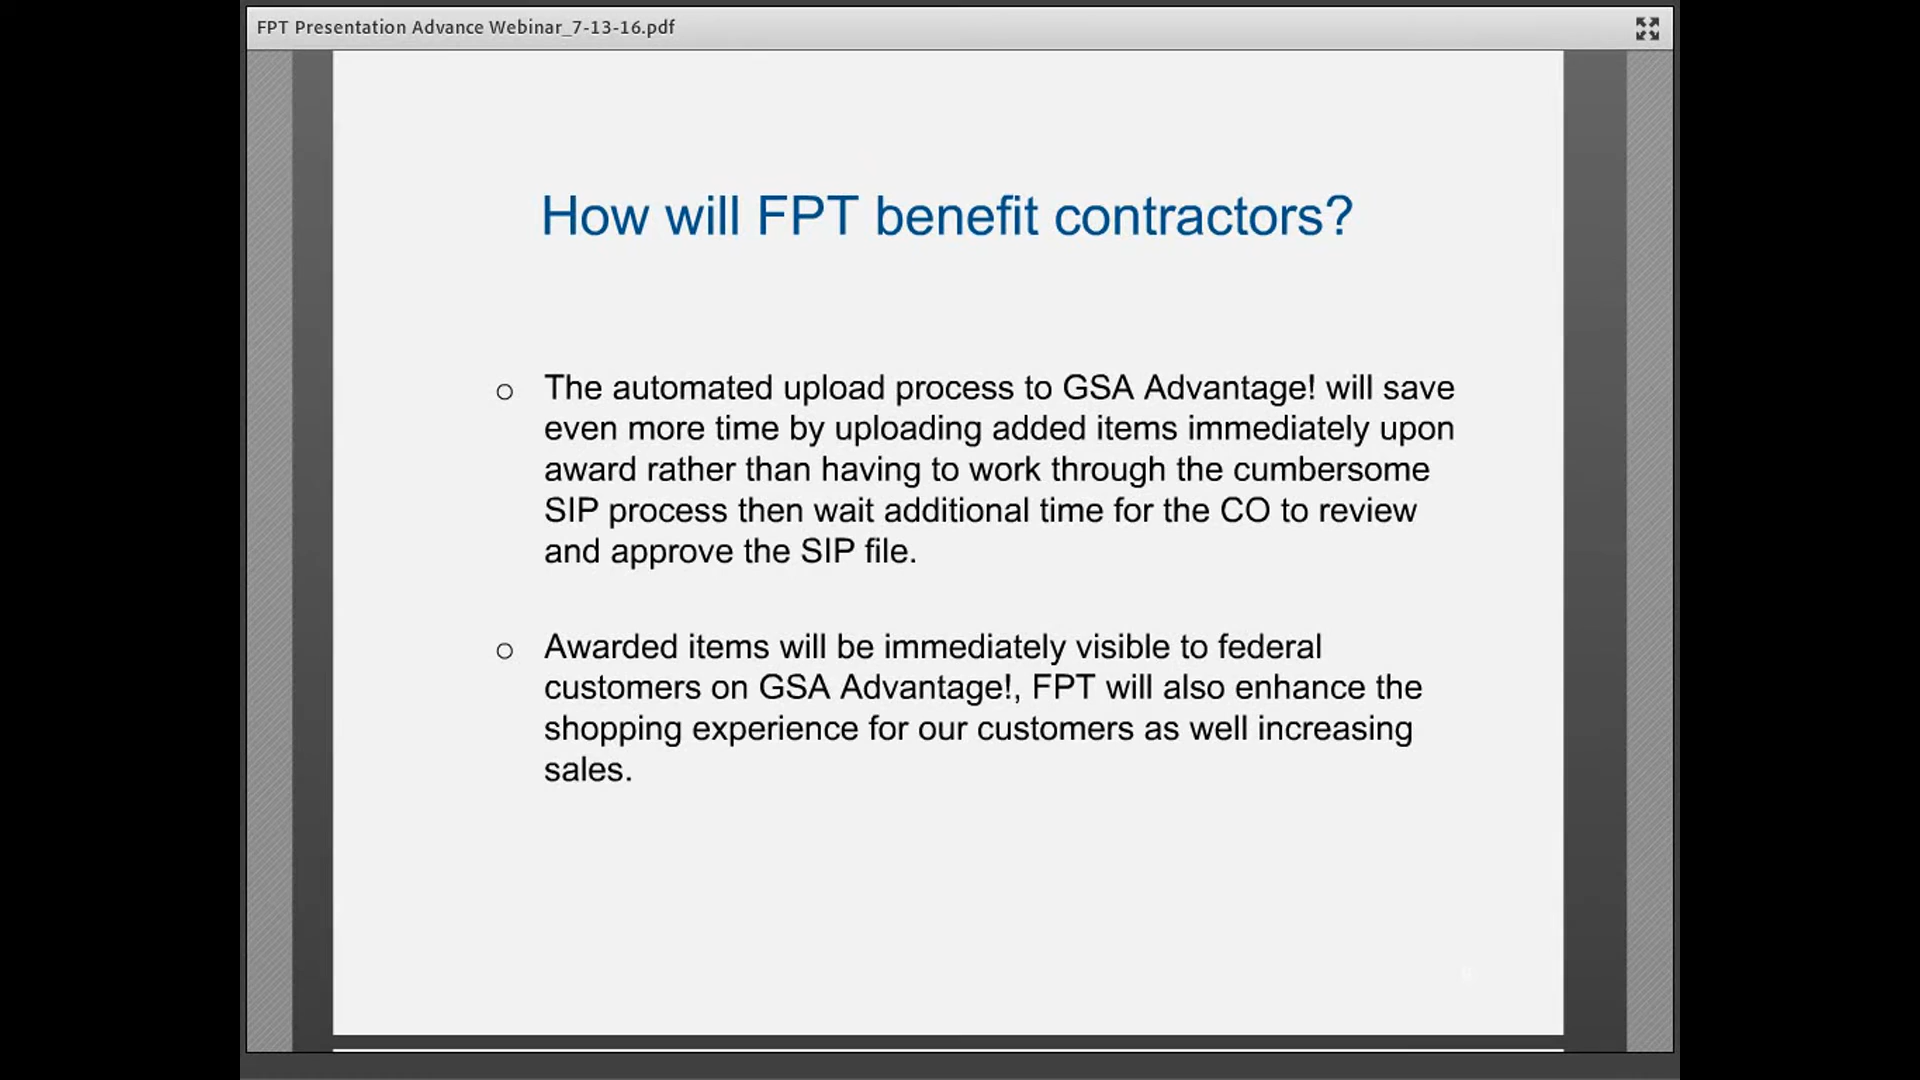 FPT Presentation Advance Webinar_7-13-16.pdf
How will FPT benefit contractors?
o The automated upload process to GSA Advantage! will save
even more time by uploading added items immediately upon
award rather than having to work through the cumbersome
SIP process then wait additional time for the CO to review
and approve the SIP file.
o Awarded items will be immediately visible to federal
customers on GSA Advantage!, FPT will also enhance the
shopping experience for our customers as well increasing
sales.